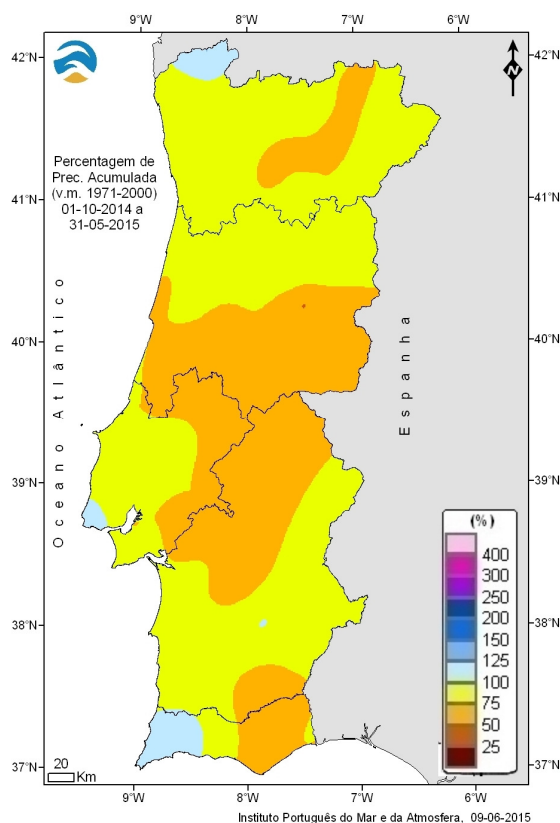 9°W 8°W 7°W 6°W
42°N 42°N
N
Percentagem de
Prec. Acumulada
(v.m. 1971-2000)
01-10-2014 a
31-05-2015
41°N 41°N
Oceano Atlântico
Espanha
40°N 40°N
39°N 39°N
(%)
400
300
250
200
150
125
100
75
50
25
38°N 38°N
37°N 37°N
20
Km
9°W 8°W 7°W 6°W
Instituto Português do Mar e da Atmosfera, 09-06-2015